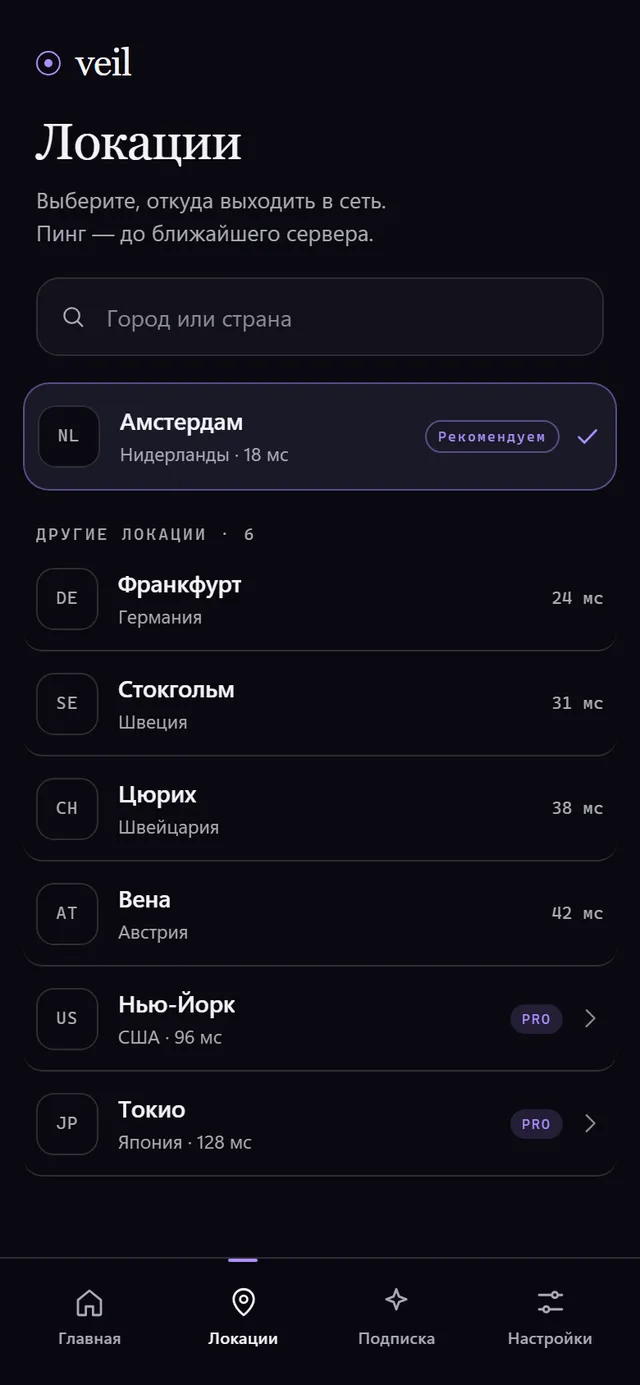 veil
Локации
Выберите, откуда выходить в сеть.
Пинг — до ближайшего сервера.
Город или страна
NL
Амстердам
Нидерланды · 18 мс
Рекомендуем
ДРУГИЕ ЛОКАЦИИ · 6
DE
Франкфурт
Германия
24 мс
SE
Стокгольм
Швеция
31 мс
CH
Цюрих
Швейцария
38 мс
AT
Вена
Австрия
42 мс
US
Нью-Йорк
США · 96 мс
PRO
JP
Токио
Япония · 128 мс
PRO
Главная
Локации
Подписка
Настройки